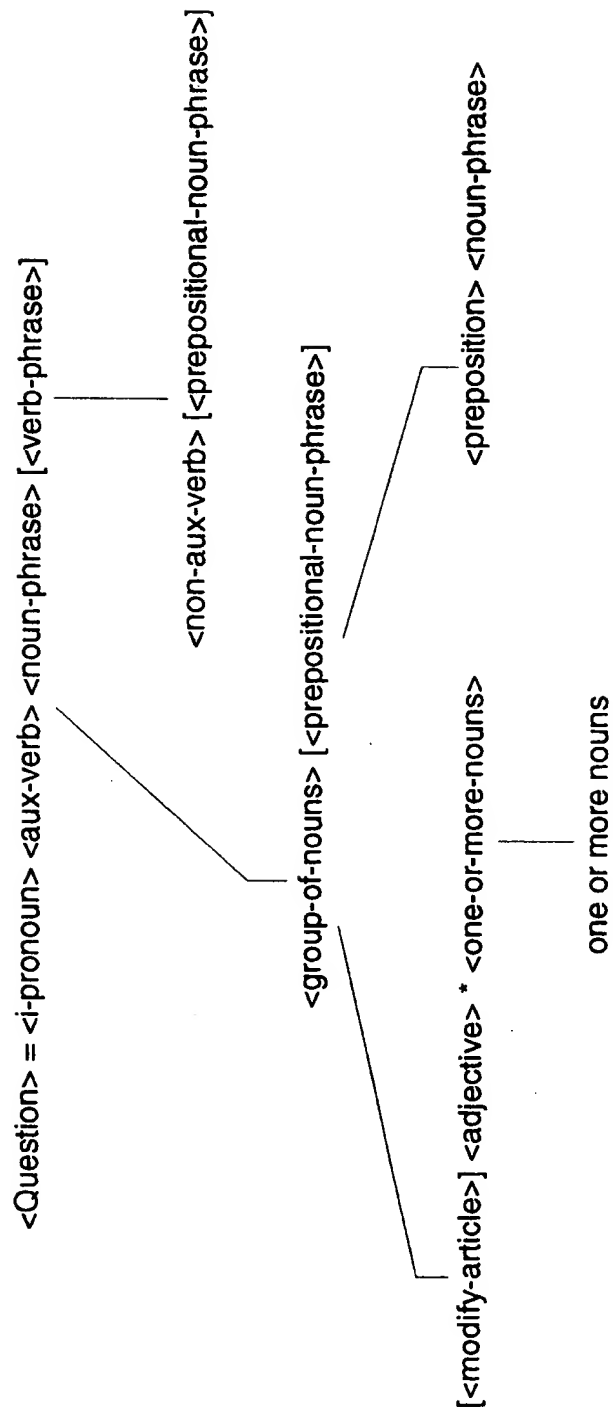 <Question> = <i-pronoun> <aux-verb> <noun-phrase> [<verb-phrase>]
<non-aux-verb> [<prepositional-noun-phrase>]
<group-of-nouns> [<prepositional-noun-phrase>]
<preposition> <noun-phrase>
[<modify-article>] <adjective> * <one-or-more-nouns>
one or more nouns